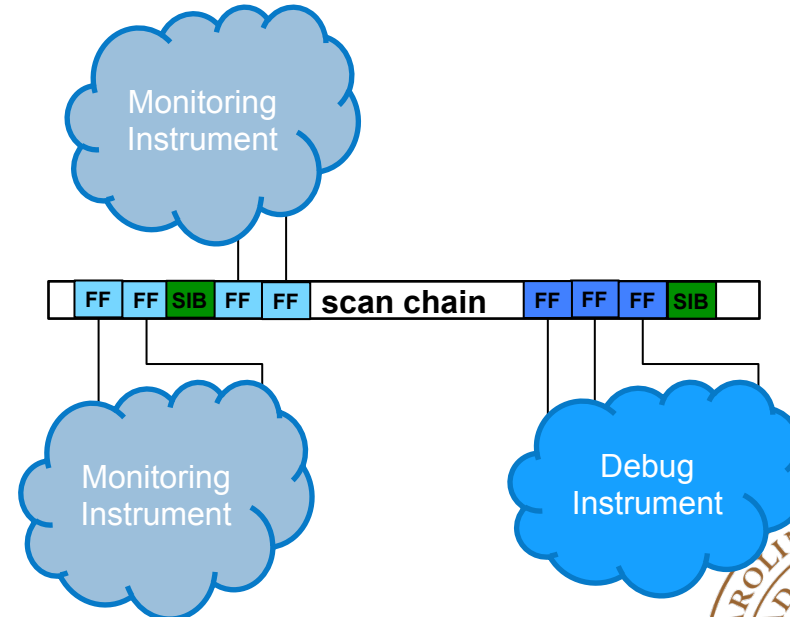 Monitoring
Instrument
FF FF SIB FF FF scan chain FF FF FF SIB
Monitoring
Instrument
Debug
Instrument